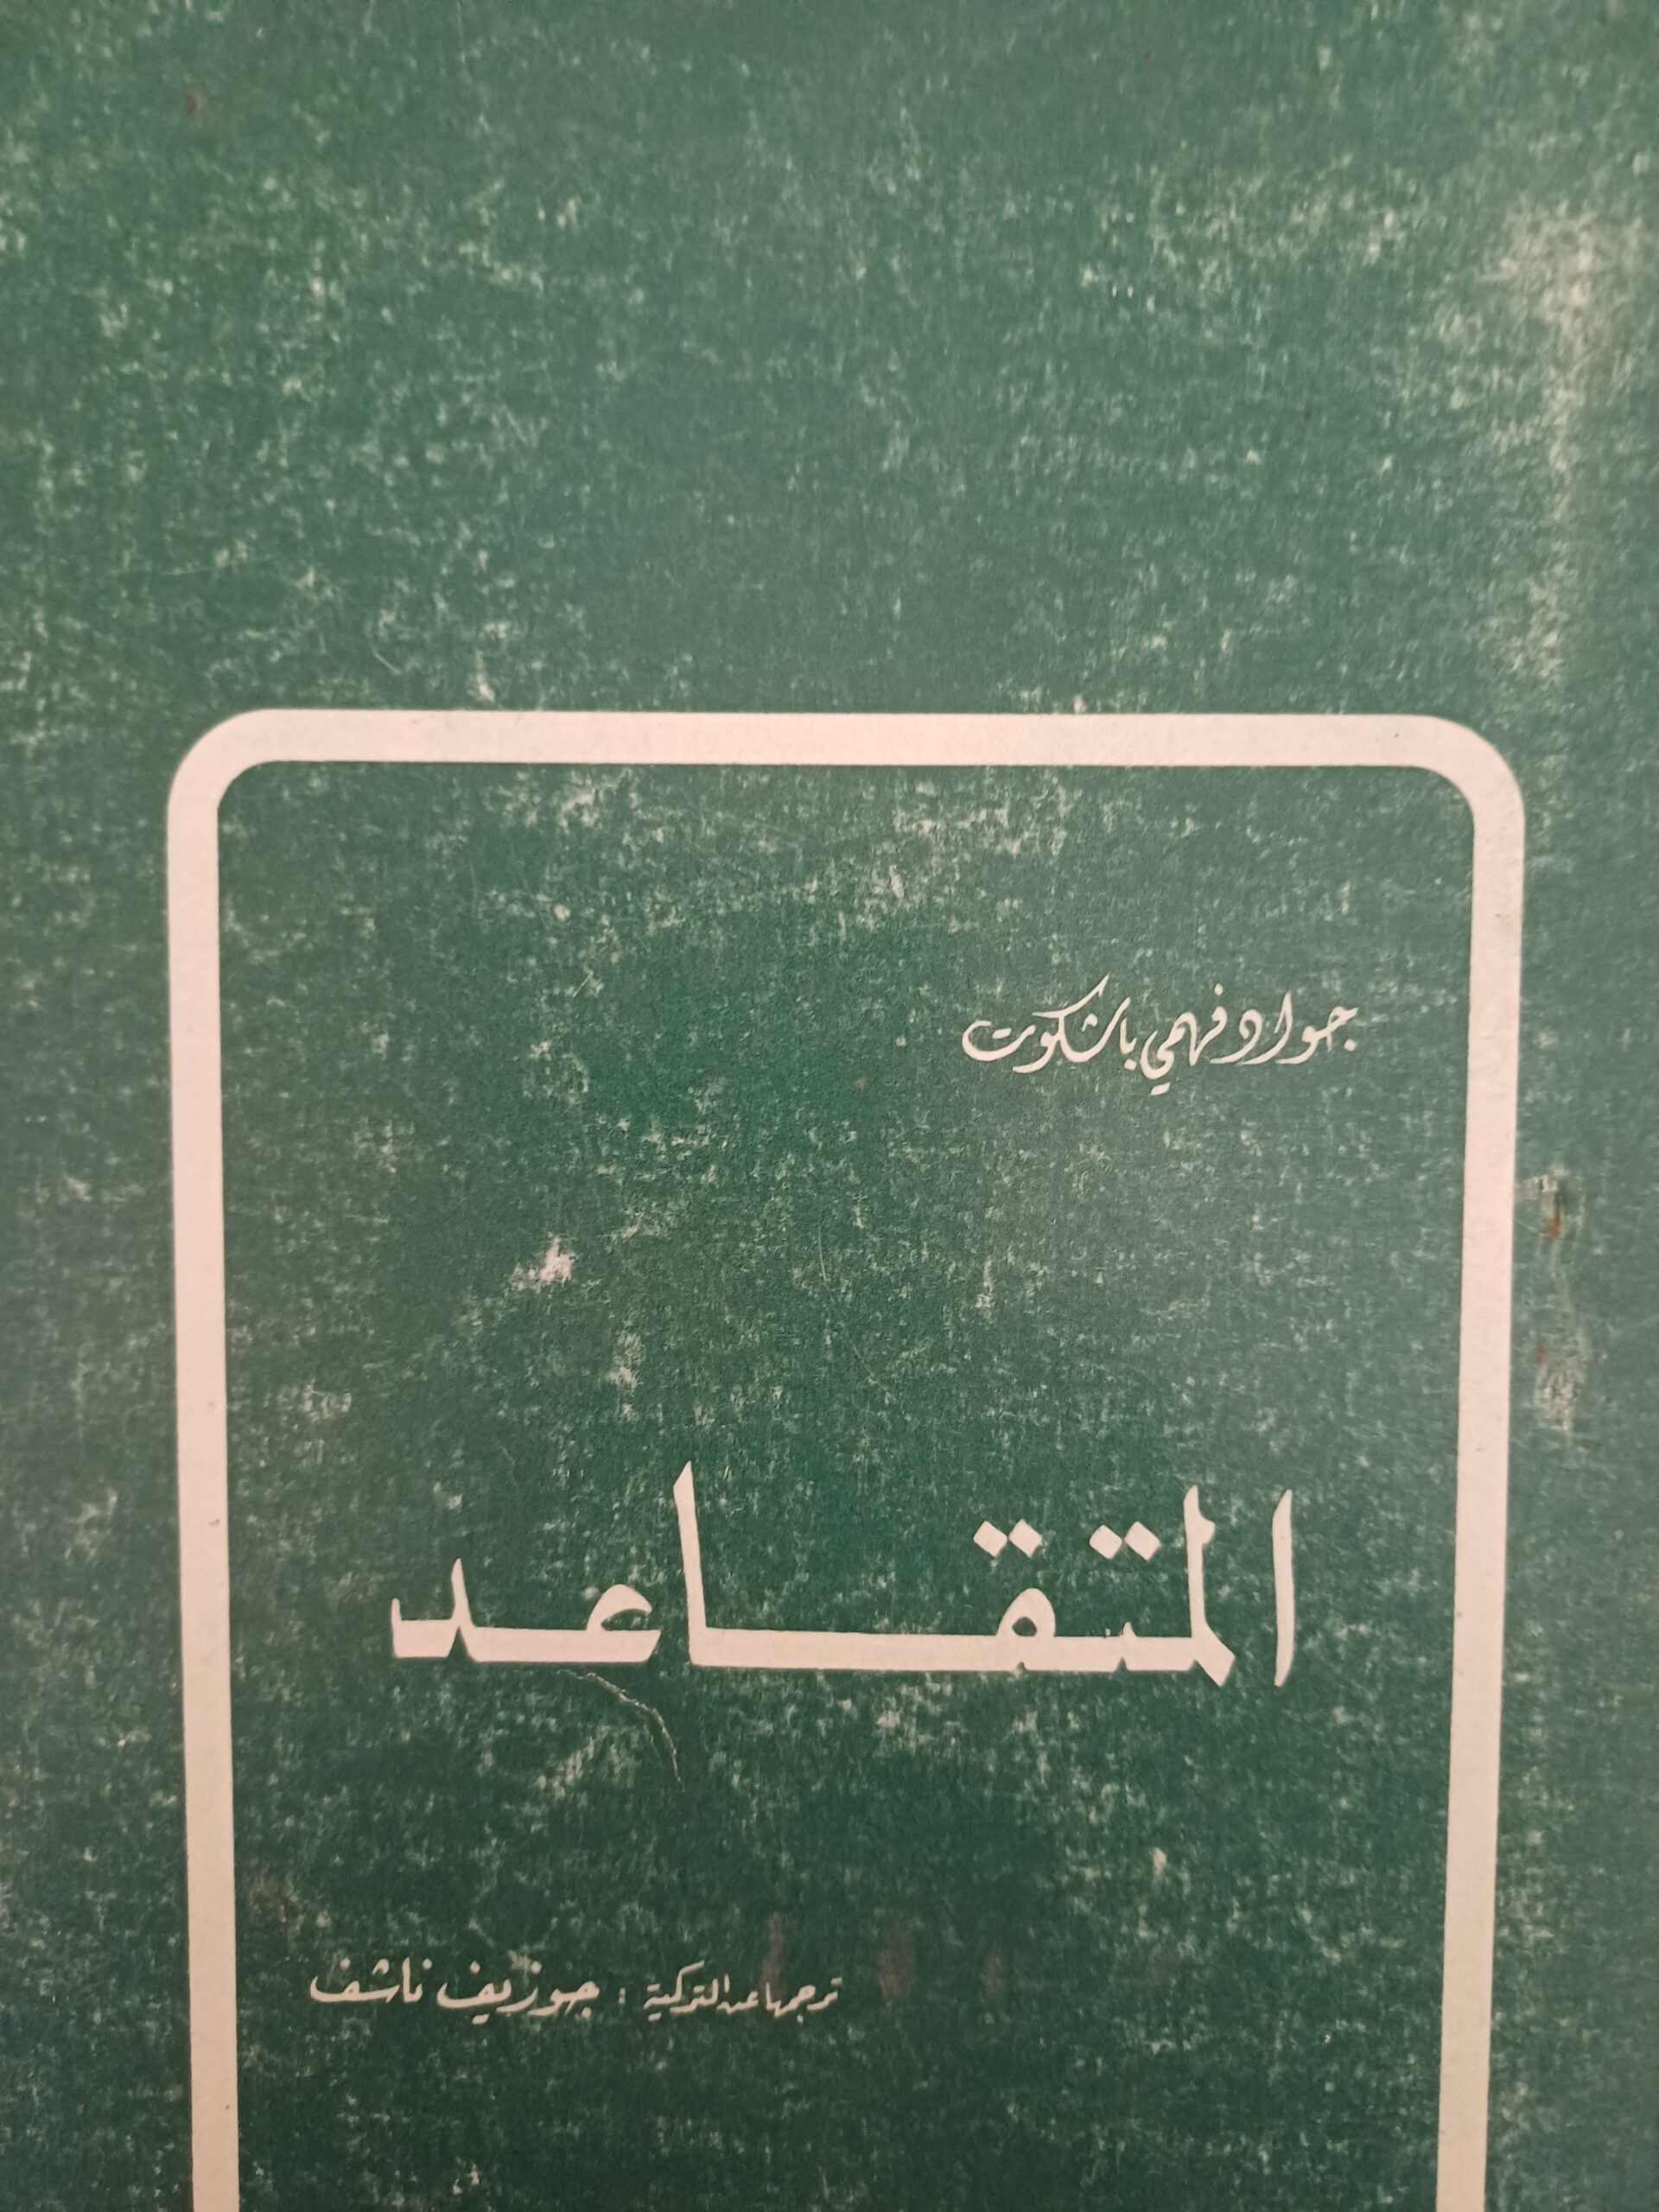 جواد فهمي باشكوت
المتقاعد
ترجمها عن التركية : جوزيف ناشف